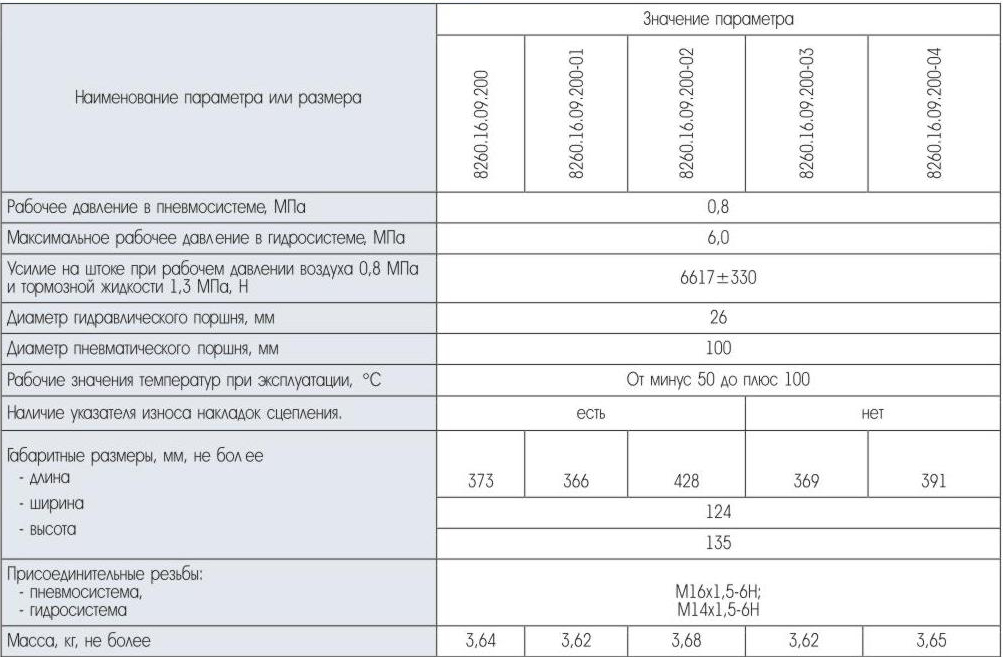 Наименование параметра или размера
Значение параметра
8260.16.09.200
8260.16.09.200-01
8260.16.09.200-02
8260.16.09.200-03
8260.16.09.200-04
Рабочее давление в пневмосистеме, МПа
0,8
Максимальное рабочее давление в гидросистеме, МПа
6,0
Усилие на штоке при рабочем давлении воздуха 0,8 МПа
и тормозной жидкости 1,3 МПа, Н
6617±330
Диаметр гидравлического поршня, мм
26
Диаметр пневматического поршня, мм
100
Рабочие значения температур при эксплуатации, °С
От минус 50 до плюс 100
Наличие указателя износа накладок сцепления.
есть нет
Габаритные размеры, мм, не более
- длина
373 366 428 369 391
- ширина
124
- высота
135
Присоединительные резьбы:
- пневмосистема,
М16х1,5-6Н;
- гидросистема
М14х1,5-6Н
Масса, кг, не более
3,64 3,62 3,68 3,62 3,65